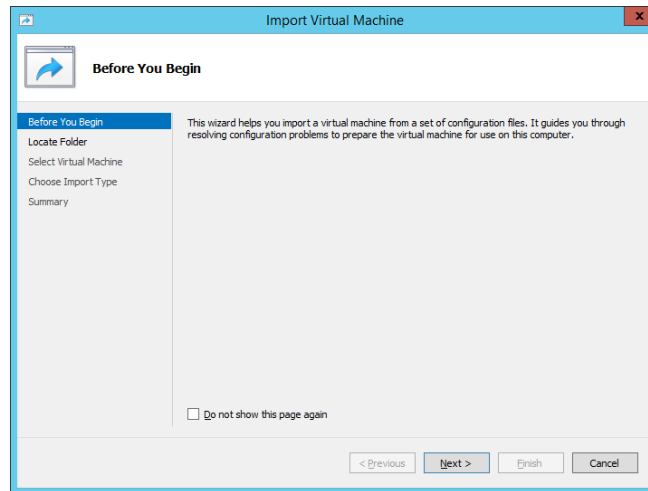 Import Virtual Machine
x
Before You Begin
Before You Begin
Locate Folder
Select Virtual Machine
Choose Import Type
Summary
This wizard helps you import a virtual machine from a set of configuration files. It guides you through
resolving configuration problems to prepare the virtual machine for use on this computer.
Do not show this page again
< Previous
Next >
Finish
Cancel